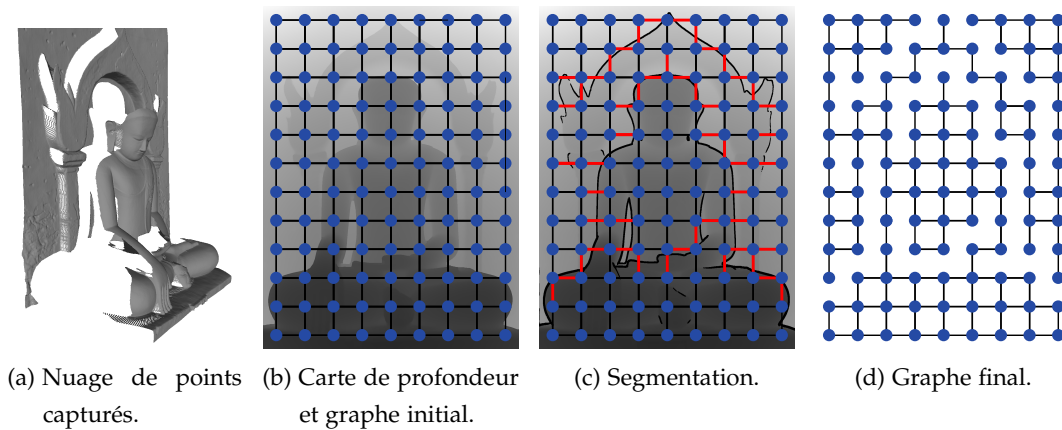 (a) Nuage de points capturés.
(b) Carte de profondeur et graphe initial.
(c) Segmentation.
(d) Graphe final.